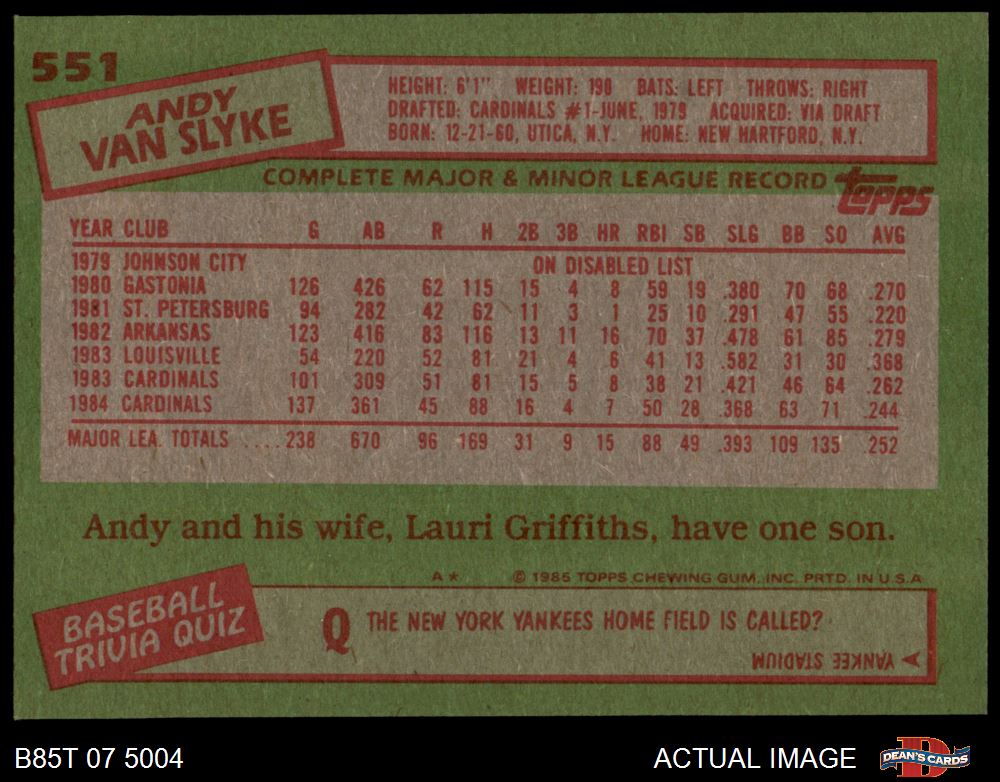 551
ANDY
VAN SLYKE
HEIGHT: 6'1" WEIGHT: 190 BATS: LEFT THROWS: RIGHT
DRAFTED: CARDINALS #1-JUNE, 1979 ACQUIRED: VIA DRAFT
BORN: 12-21-60, UTICA, N.Y. HOME: NEW HARTFORD, N.Y.
COMPLETE MAJOR & MINOR LEAGUE RECORD topps
YEAR CLUB G AB R H 2B 3B HR RBI SB SLG BB SO AVG
1979 JOHNSON CITY ON DISABLED LIST
1980 GASTONIA 126 426 62 115 15 4 8 59 19 .380 70 68 .270
1981 ST. PETERSBURG 94 282 42 62 11 3 1 25 10 .291 47 55 .220
1982 ARKANSAS 123 416 83 116 13 11 16 70 37 .478 61 85 .279
1983 LOUISVILLE 54 220 52 81 21 4 6 41 13 .582 31 30 .368
1983 CARDINALS 101 309 51 81 15 5 8 38 21 .421 46 64 .262
1984 CARDINALS 137 361 45 88 16 4 7 50 28 .368 63 71 .244
MAJOR LEA. TOTALS .... 238 670 96 169 31 9 15 88 49 .393 109 135 .252
Andy and his wife, Lauri Griffiths, have one son.
A* © 1985 TOPPS CHEWING GUM, INC. PRTD. IN U.S.A.
BASEBALL
TRIVIA QUIZ
Q THE NEW YORK YANKEES HOME FIELD IS CALLED?
YANKEE STADIUM
B85T 07 5004 ACTUAL IMAGE D DEAN'S CARDS